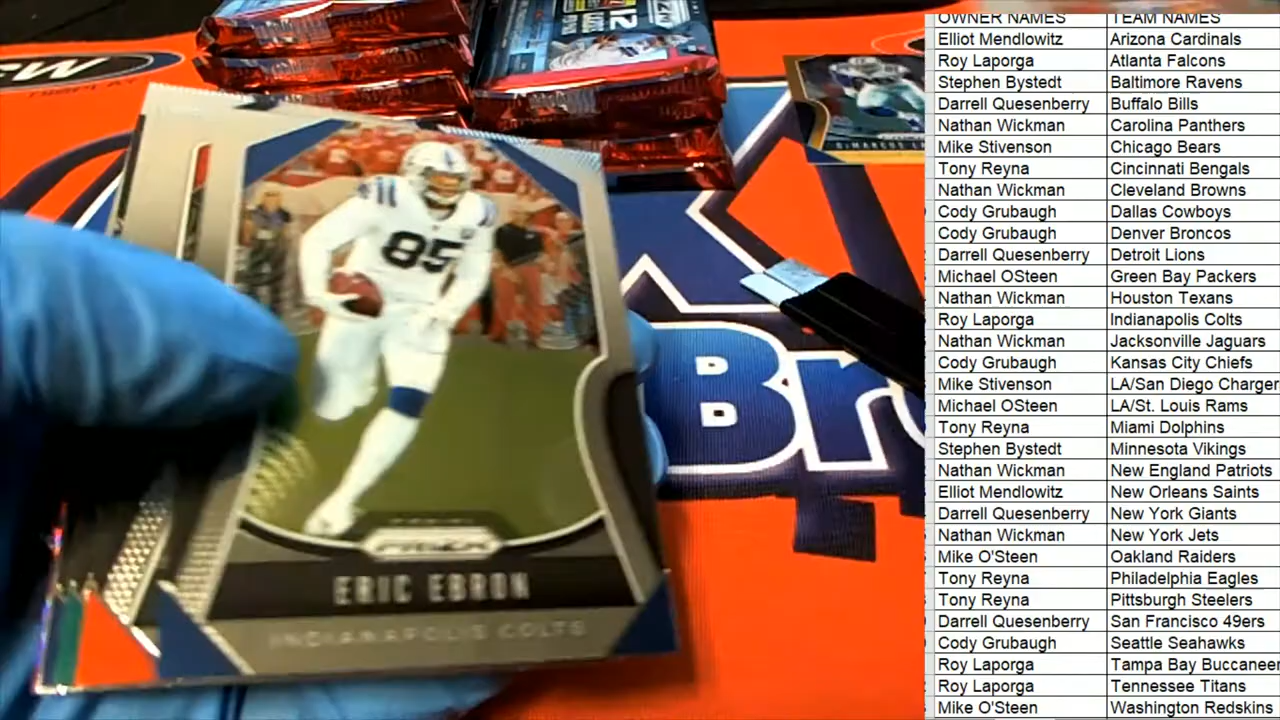 OWNER NAMES TEAM NAMES
Elliot Mendlowitz Arizona Cardinals
Roy Laporga Atlanta Falcons
Stephen Bystedt Baltimore Ravens
Darrell Quesenberry Buffalo Bills
Nathan Wickman Carolina Panthers
Mike Stivenson Chicago Bears
Tony Reyna Cincinnati Bengals
Nathan Wickman Cleveland Browns
Cody Grubaugh Dallas Cowboys
Cody Grubaugh Denver Broncos
Darrell Quesenberry Detroit Lions
Michael OSteen Green Bay Packers
Nathan Wickman Houston Texans
Roy Laporga Indianapolis Colts
Nathan Wickman Jacksonville Jaguars
Cody Grubaugh Kansas City Chiefs
Mike Stivenson LA/San Diego Charger
Michael OSteen LA/St. Louis Rams
Tony Reyna Miami Dolphins
Stephen Bystedt Minnesota Vikings
Nathan Wickman New England Patriots
Elliot Mendlowitz New Orleans Saints
Darrell Quesenberry New York Giants
Nathan Wickman New York Jets
Mike O'Steen Oakland Raiders
Tony Reyna Philadelphia Eagles
Tony Reyna Pittsburgh Steelers
Darrell Quesenberry San Francisco 49ers
Cody Grubaugh Seattle Seahawks
Roy Laporga Tampa Bay Buccaneer
Roy Laporga Tennessee Titans
Mike O'Steen Washington Redskins
12
DEMARCUS
85
Br
PRIZM
ERIC EBRON
INDIANAPOLIS COLTS